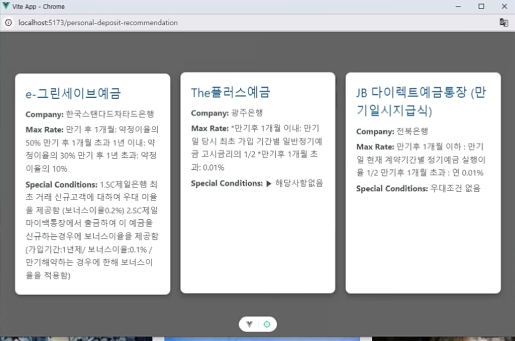 Vite App - Chrome
localhost:5173/personal-deposit-recommendation
e-그린세이브예금
Company: 한국스탠다드차타드은행
Max Rate: 만기 후 1개월: 약정이율의
50% 만기 후 1개월 초과 1년 이내: 약
정이율의 30% 만기 후 1년 초과: 약정
이율의 10%
Special Conditions: 1.SC제일은행 최
초 거래 신규고객에 대하여 우대 이율
을 제공함 (보너스이율0.2%) 2.SC제일
마이백통장에서 출금하여 이 예금을
신규하는경우에 보너스이율을 제공함
(가입기간:1년제/ 보너스이율:0.1% /
만기해약하는 경우에 한해 보너스이
율을 적용함)
The플러스예금
Company: 광주은행
Max Rate: *만기후 1개월 이내: 만기
일 당시 최초 가입 기간별 일반정기예
금 고시금리의 1/2 *만기후 1개월 초
과: 0.01%
Special Conditions: ▶ 해당사항없음
JB 다이렉트예금통장 (만
기일시지급식)
Company: 전북은행
Max Rate: 만기후 1개월 이하 : 만기
일 현재 계약기간별 정기예금 실행이
율 1/2 만기후 1개월 초과 : 연 0.01%
Special Conditions: 우대조건 없음